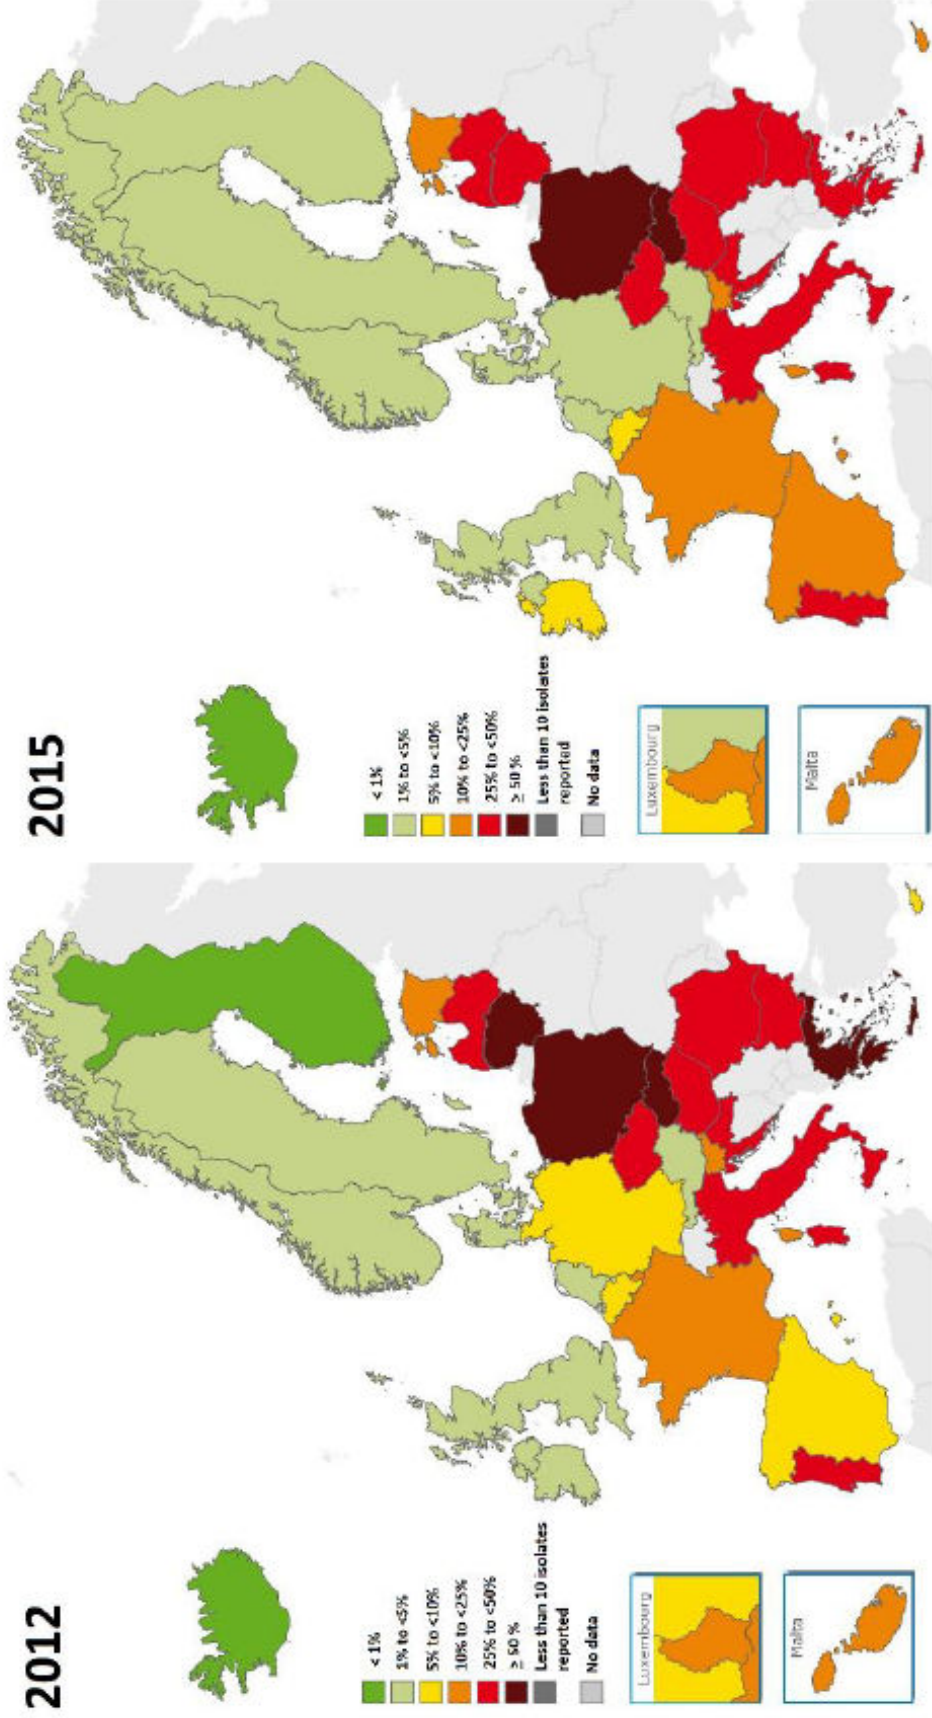 2012
< 1%
1% to <5%
5% to <10%
10% to <25%
25% to <50%
≥ 50 %
Less than 10 isolates
reported
No data
Luxembourg
Malta
2015
< 1%
1% to <5%
5% to <10%
10% to <25%
25% to <50%
≥ 50 %
Less than 10 isolates
reported
No data
Luxembourg
Malta